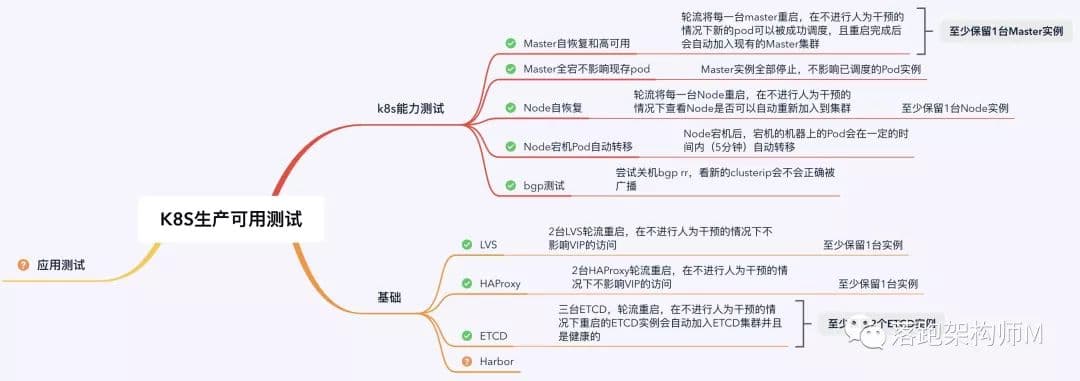 K8S生产可用测试
k8s能力测试
Master自恢复和高可用
轮流将每一台master重启，在不进行人为干预的
情况下新的pod可以被成功调度，且重启完成后
会自动加入现有的Master集群
至少保留1台Master实例
Master全宕不影响现存pod
Master实例全部停止，不影响已调度的Pod实例
Node自恢复
轮流将每一台Node重启，在不进行人为干预的
情况下查看Node是否可以自动重新加入到集群
至少保留1台Node实例
Node宕机Pod自动转移
Node宕机后，宕机的机器上的Pod会在一定的时
间内（5分钟）自动转移
bgp测试
尝试关机bgp rr，看新的clusterip会不会正确被
广播
基础
LVS
2台LVS轮流重启，在不进行人为干预的情况下不
影响VIP的访问
至少保留1台实例
HAProxy
2台HAProxy轮流重启，在不进行人为干预的情
况下不影响VIP的访问
至少保留1台实例
ETCD
三台ETCD，轮流重启，在不进行人为干预的情
况下重启的ETCD实例会自动加入ETCD集群并且
是健康的
至少 2个ETCD实例
Harbor
应用测试
落跑架构师M